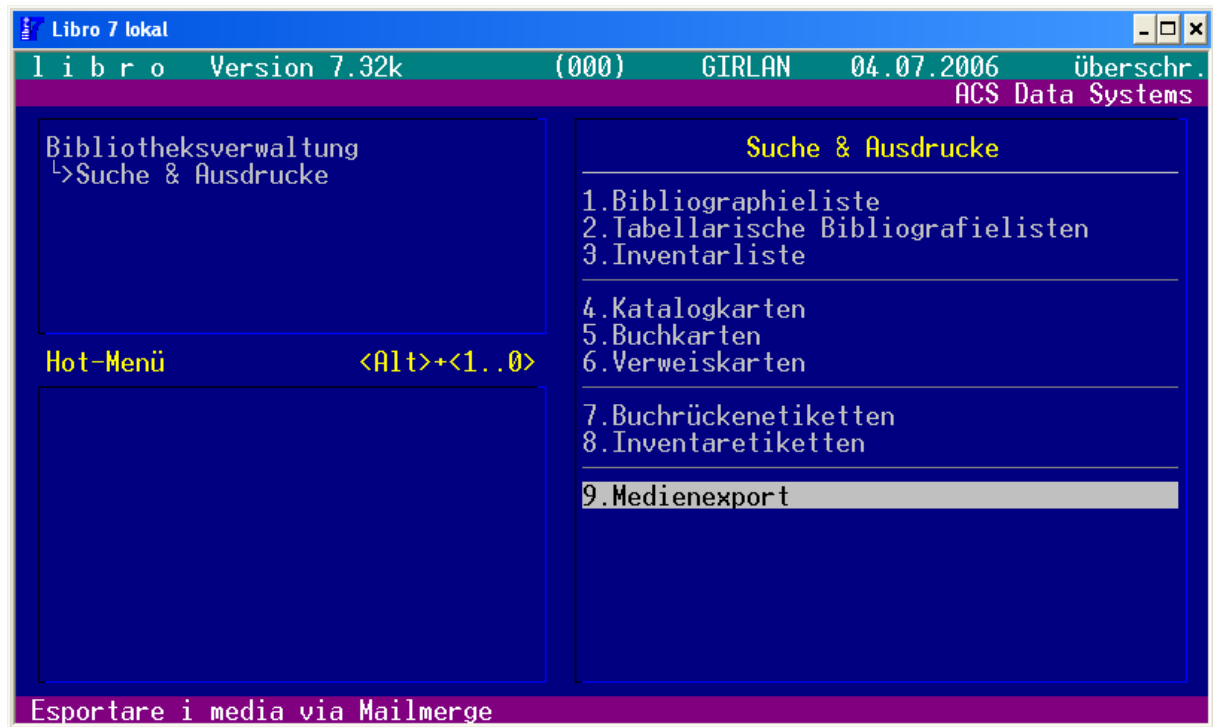 Libro 7 lokal
l i b r o Version 7.32k (000) GIRLAN 04.07.2006 überschr.
ACS Data Systems
Bibliotheksverwaltung
└>Suche & Ausdrucke
Hot-Menü <Alt>+<1..0>
Suche & Ausdrucke
1.Bibliographieliste
2.Tabellarische Bibliografielisten
3.Inventarliste
4.Katalogkarten
5.Buchkarten
6.Verweiskarten
7.Buchrückenetiketten
8.Inventaretiketten
9.Medienexport
Esportare i media via Mailmerge